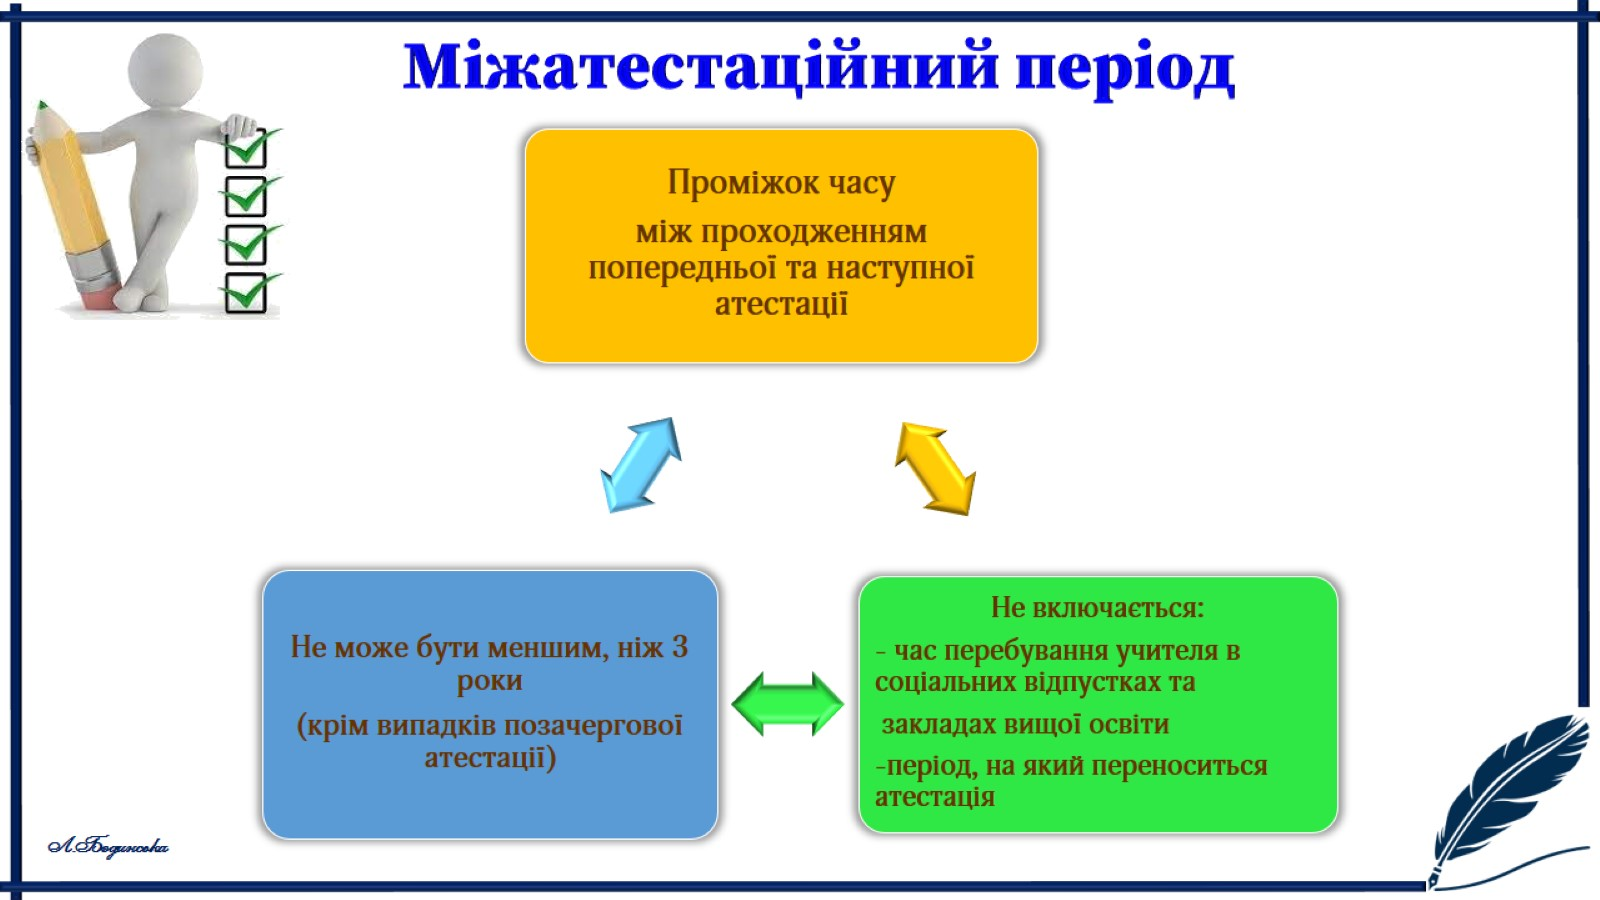 Міжатестаційний період
Проміжок часу
між проходженням
попередньої та наступної
атестації
Не може бути меншим, ніж 3
роки
(крім випадків позачергової
атестації)
Не включається:
- час перебування учителя в
соціальних відпустках та
закладах вищої освіти
-період, на який переноситься
атестація
Л.Бединська